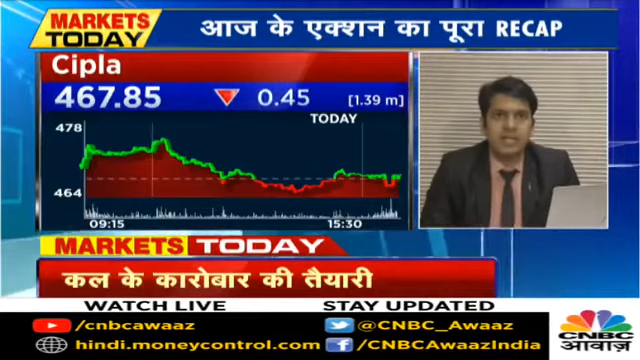 MARKETS
TODAY
आज के एक्शन का पूरा RECAP
Cipla
467.85 0.45 [1.39 m]
TODAY
478
464
09:15 15:30
MARKETS TODAY
कल के कारोबार की तैयारी
WATCH LIVE STAY UPDATED
/cnbcawaaz @CNBC_Awaaz
hindi.moneycontrol.com /CNBCAwaazIndia
CNBC
आवाज़